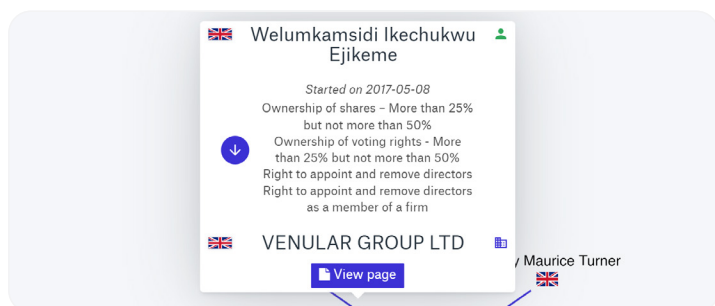 Welumkamsidi Ikechukwu
Ejikeme
Started on 2017-05-08
Ownership of shares – More than 25%
but not more than 50%
Ownership of voting rights - More
than 25% but not more than 50%
Right to appoint and remove directors
Right to appoint and remove directors
as a member of a firm
VENULAR GROUP LTD
Maurice Turner
View page